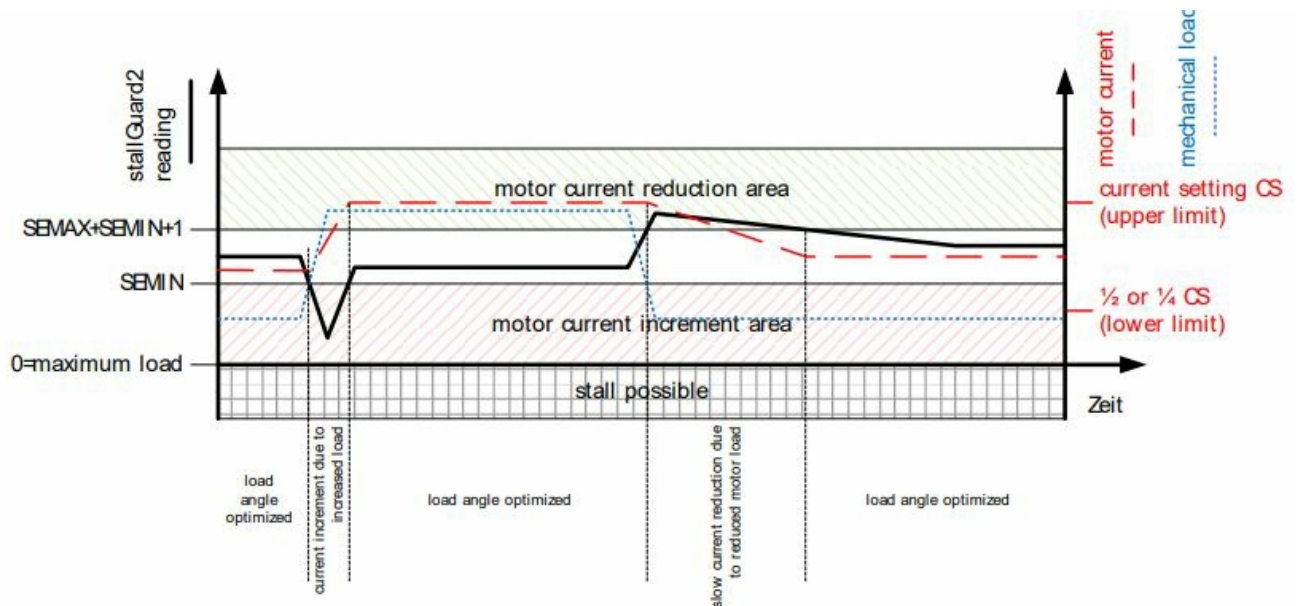 stallGuard2
reading
motor current
mechanical load
motor current reduction area
current setting CS
(upper limit)
SEMAX+SEMIN+1
SEMIN
½ or ¼ CS
(lower limit)
motor current increment area
0=maximum load
stall possible
Zeit
load
angle
optimized
current increment due to
increased load
load angle optimized
slow current reduction due
to reduced motor load
load angle optimized